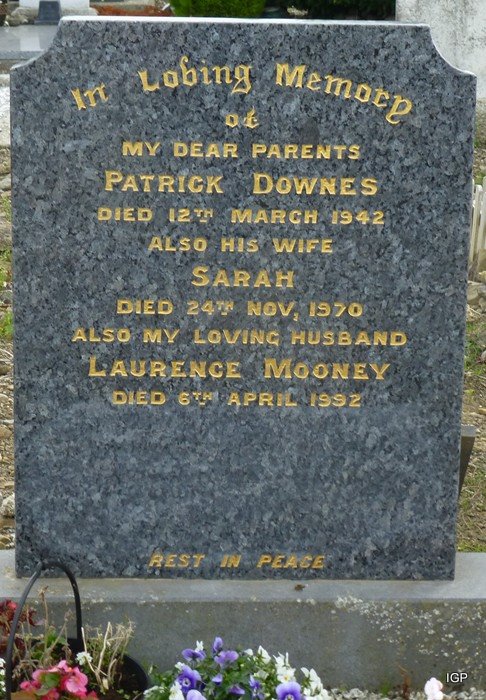 In Loving Memory
of
MY DEAR PARENTS
PATRICK DOWNES
DIED 12TH MARCH 1942
ALSO HIS WIFE
SARAH
DIED 24TH NOV, 1970
ALSO MY LOVING HUSBAND
LAURENCE MOONEY
DIED 6TH APRIL 1992
REST IN PEACE
IGP